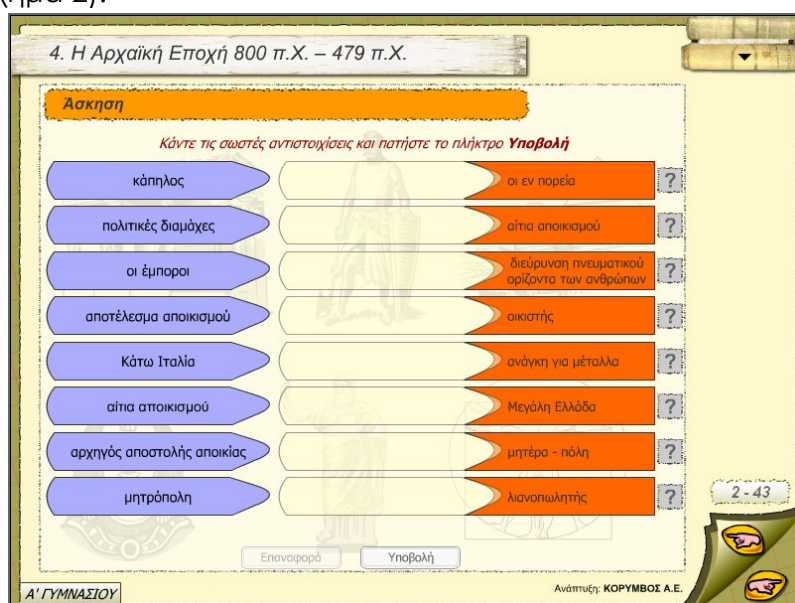 4. Η Αρχαϊκή Εποχή 800 π.Χ. – 479 π.Χ.
Άσκηση
Κάντε τις σωστές αντιστοιχίσεις και πατήστε το πλήκτρο Υποβολή
κάπηλος
οι εν πορεία
?
πολιτικές διαμάχες
αίτια αποικισμού
?
οι έμποροι
διεύρυνση πνευματικού
ορίζοντα των ανθρώπων
?
αποτέλεσμα αποικισμού
οικιστής
?
Κάτω Ιταλία
ανάγκη για μέταλλα
?
αίτια αποικισμού
Μεγάλη Ελλάδα
?
αρχηγός αποστολής αποικίας
μητέρα - πόλη
?
μητρόπολη
λιανοπωλητής
?
2 - 43
Επαναφορά
Υποβολή
Α' ΓΥΜΝΑΣΙΟΥ
Ανάπτυξη: ΚΟΡΥΜΒΟΣ Α.Ε.